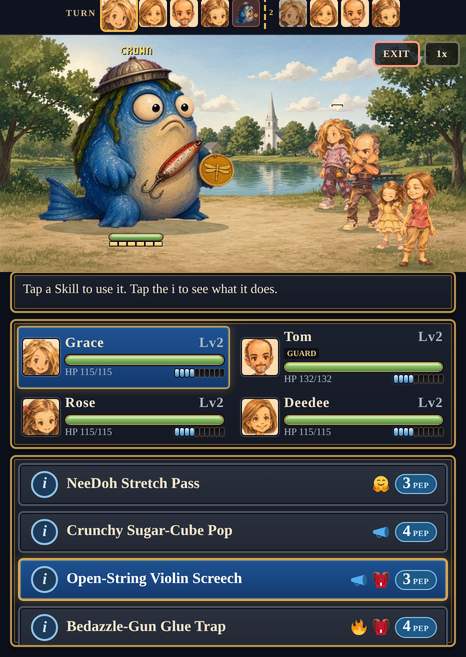 TURN
2
CROWN
EXIT
1x
Tap a Skill to use it. Tap the i to see what it does.
Grace Lv2
HP 115/115
Tom Lv2
GUARD
HP 132/132
Rose Lv2
HP 115/115
Deedee Lv2
HP 115/115
i NeeDoh Stretch Pass 3 PEP
i Crunchy Sugar-Cube Pop 4 PEP
i Open-String Violin Screech 3 PEP
i Bedazzle-Gun Glue Trap 4 PEP